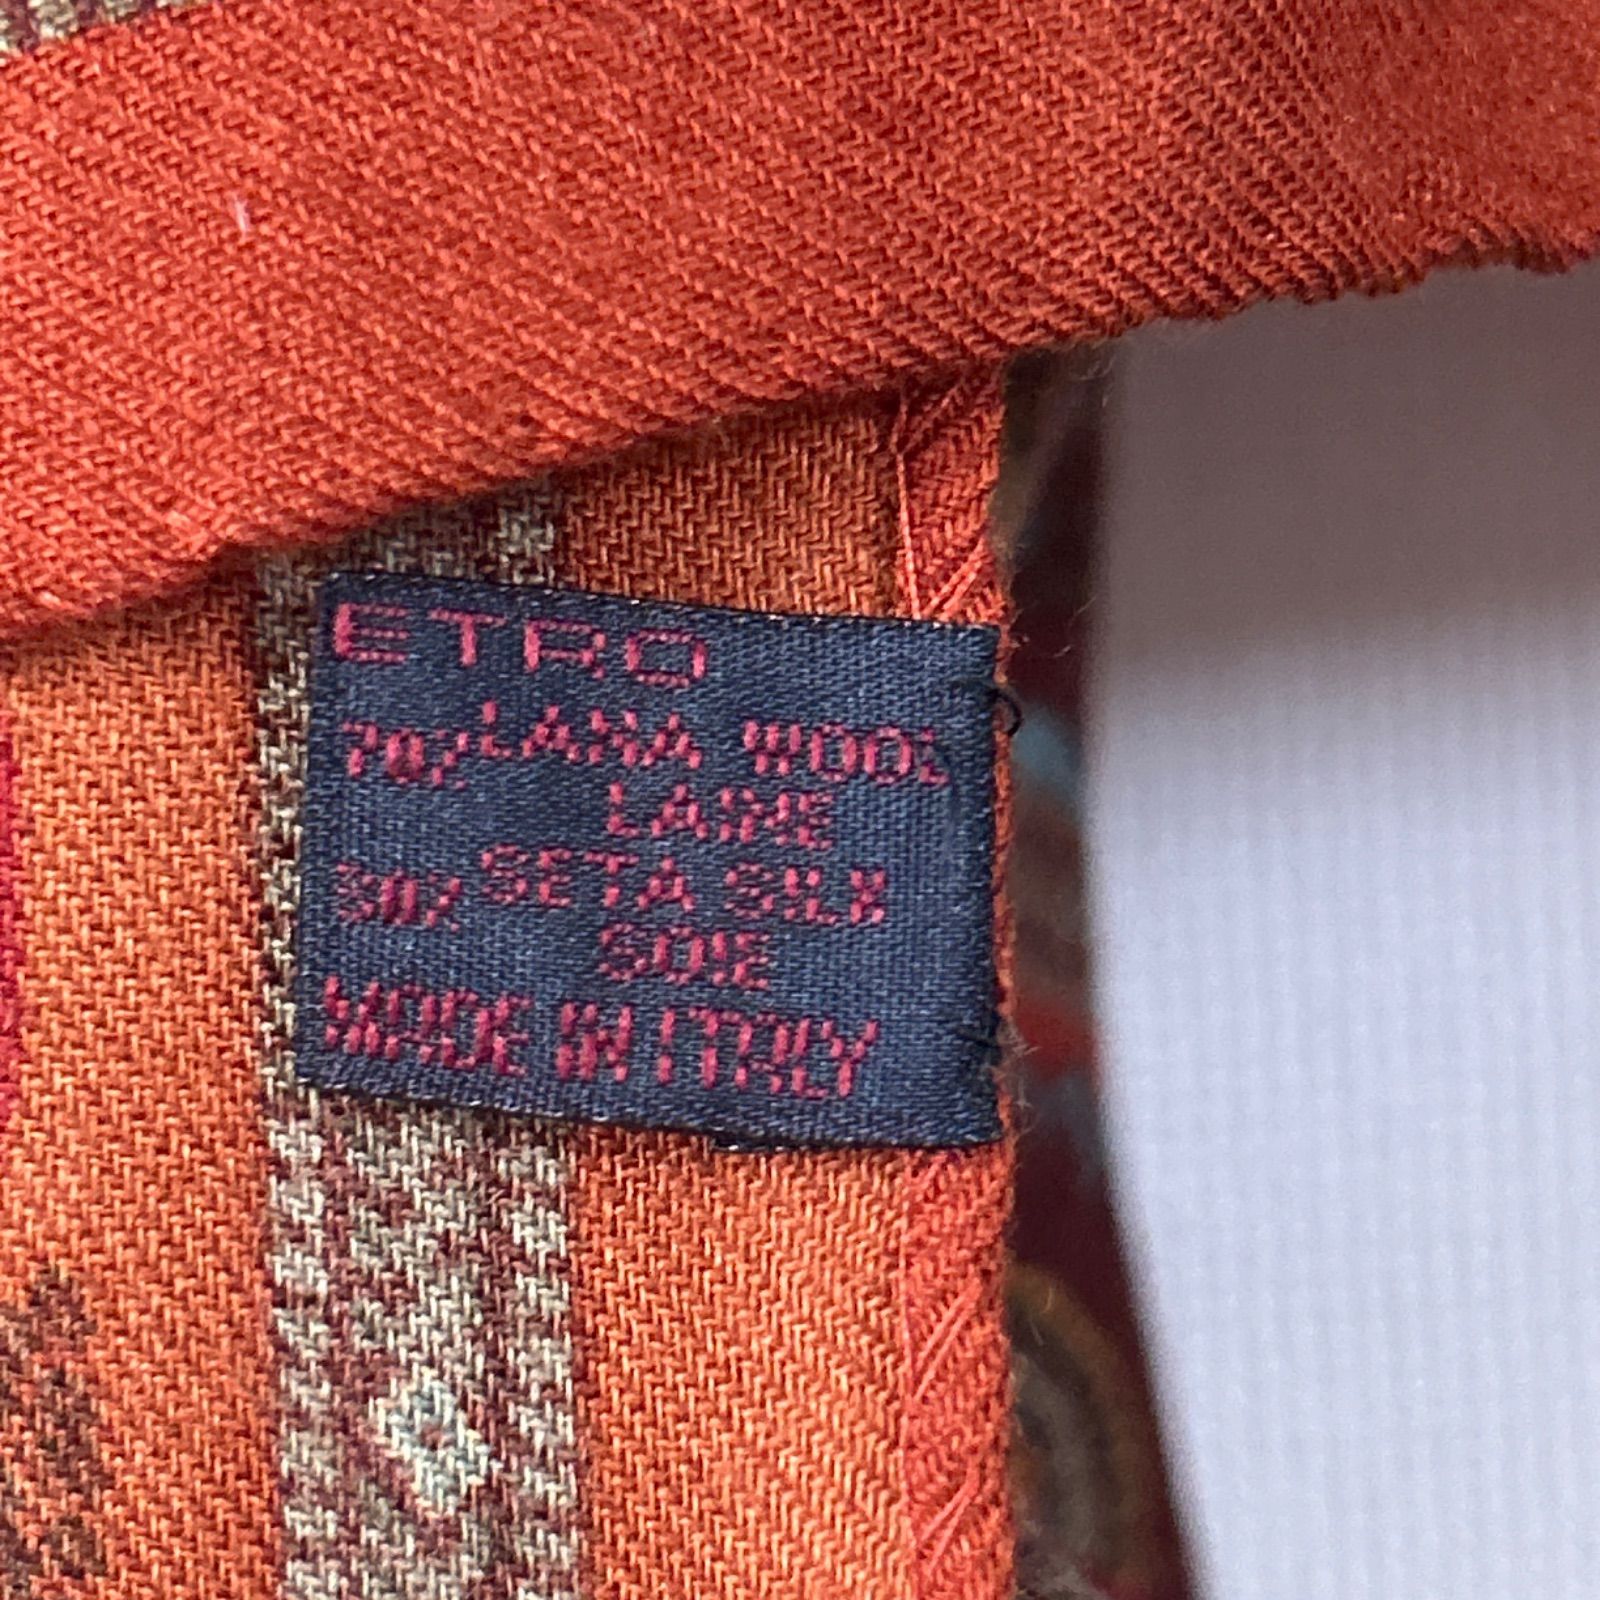 ETRO
70% LANA WOOL
LAINE
30% SETA SILK
SOIE
MADE IN ITALY